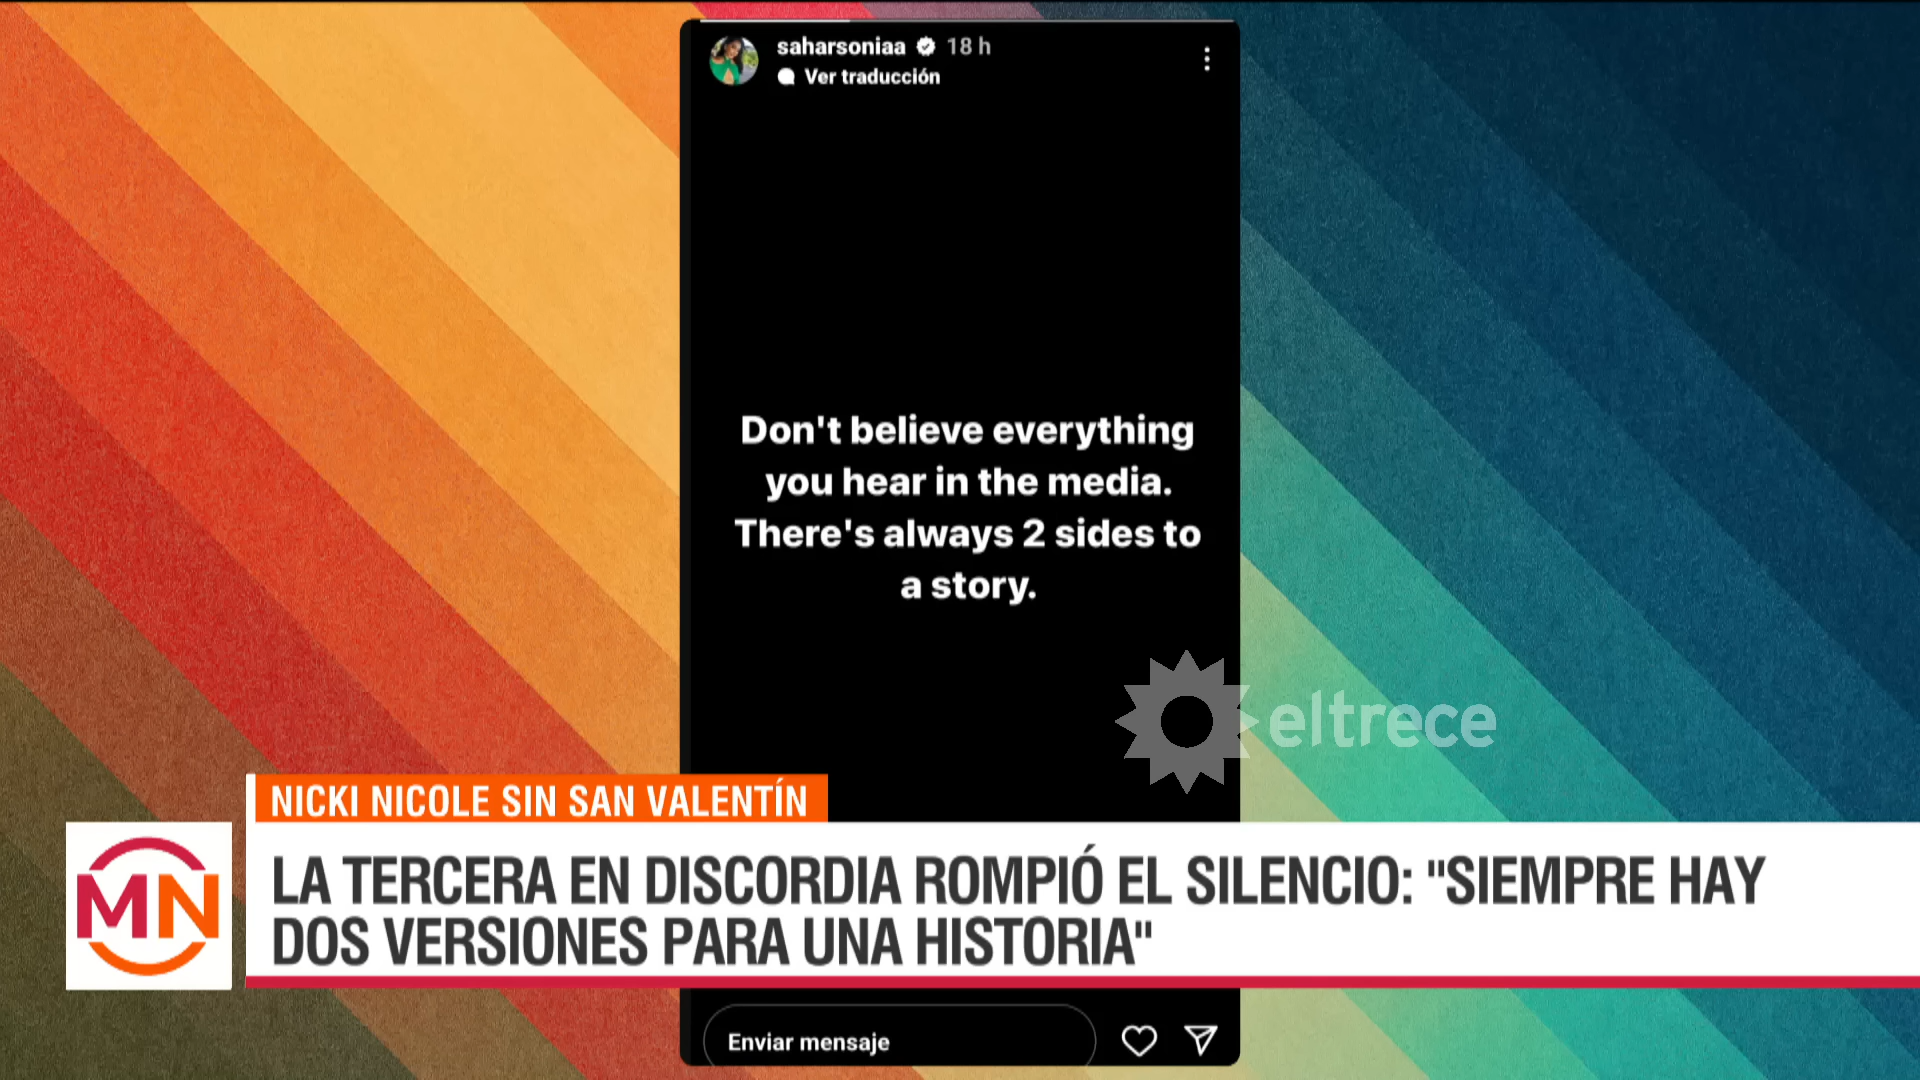 saharsoniaa 18 h
Ver traducción
Don't believe everything
you hear in the media.
There's always 2 sides to
a story.
eltrece
NICKI NICOLE SIN SAN VALENTÍN
MN
LA TERCERA EN DISCORDIA ROMPIÓ EL SILENCIO: "SIEMPRE HAY
DOS VERSIONES PARA UNA HISTORIA"
Enviar mensaje